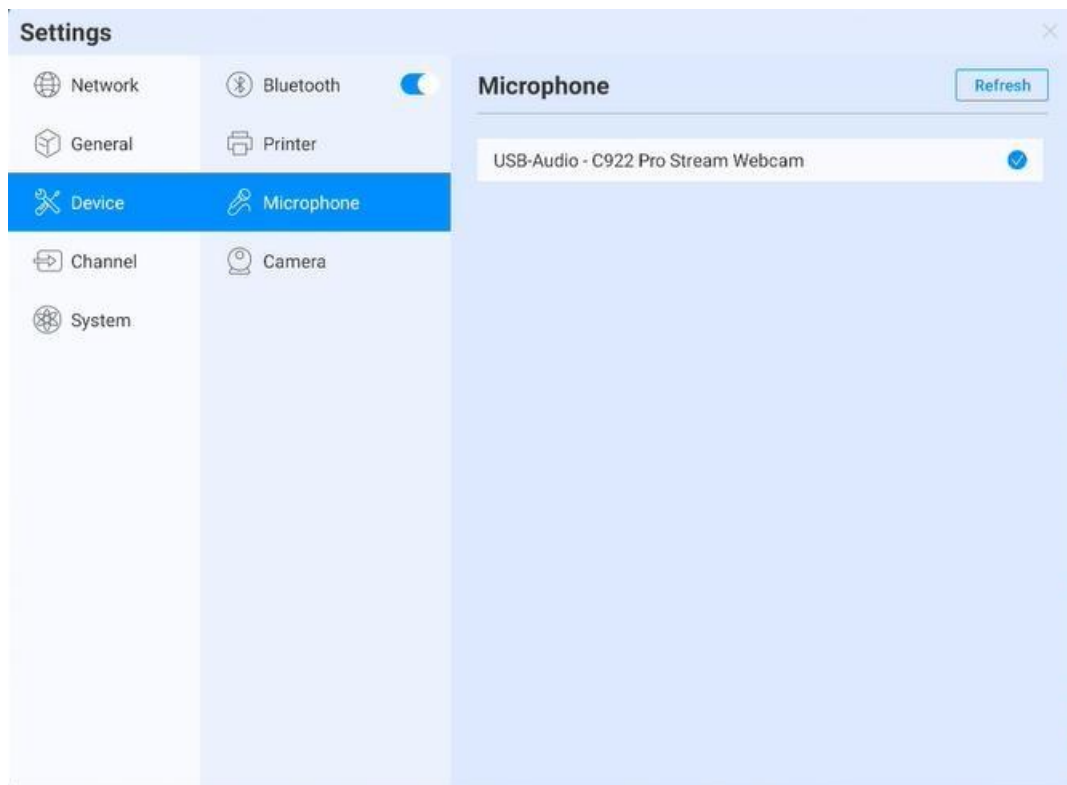 Settings
Network
General
Device
Channel
System
Bluetooth
Printer
Microphone
Camera
Microphone
Refresh
USB-Audio - C922 Pro Stream Webcam